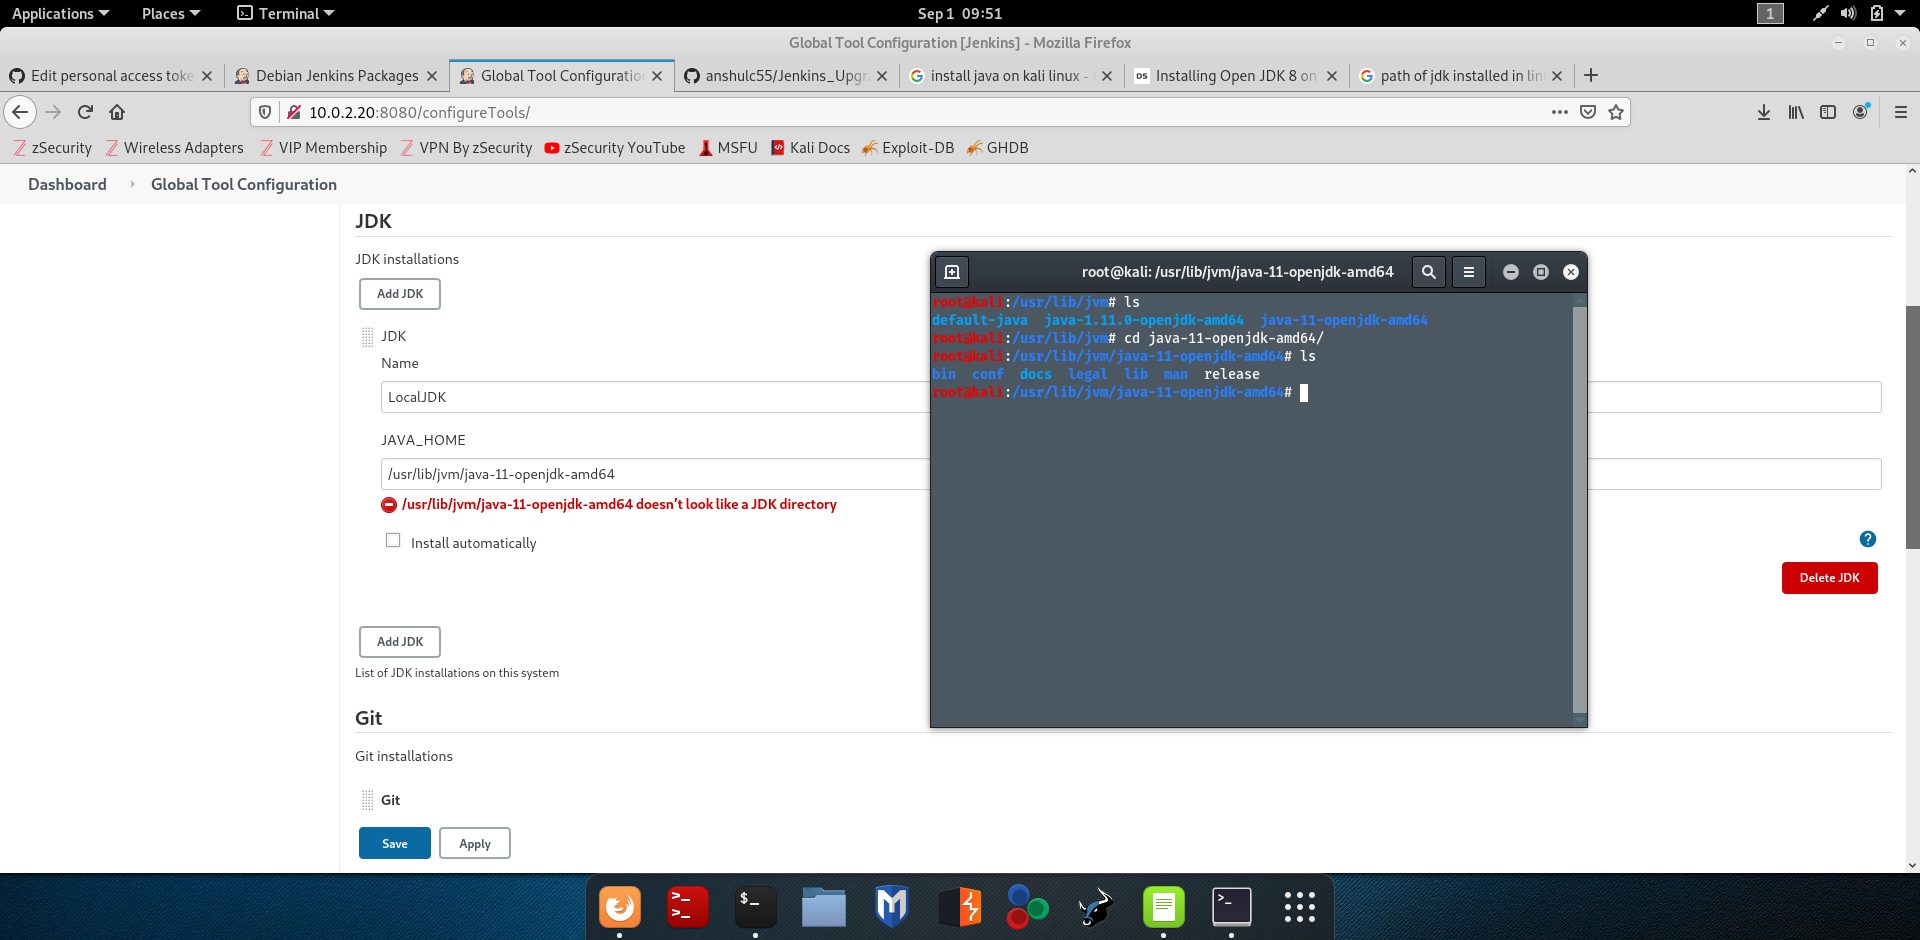 Applications Places Terminal Sep 1 09:51 1
Global Tool Configuration [Jenkins] - Mozilla Firefox
Edit personal access toke Debian Jenkins Packages Global Tool Configuratio anshulc55/Jenkins_Upgr install java on kali linux - Installing Open JDK 8 on path of jdk installed in lin
10.0.2.20:8080/configureTools/
zSecurity Wireless Adapters VIP Membership VPN By zSecurity zSecurity YouTube MSFU Kali Docs Exploit-DB GHDB
Dashboard Global Tool Configuration
JDK
JDK installations
Add JDK
JDK
Name
LocalJDK
JAVA_HOME
/usr/lib/jvm/java-11-openjdk-amd64
/usr/lib/jvm/java-11-openjdk-amd64 doesn't look like a JDK directory
Install automatically
?
Delete JDK
Add JDK
List of JDK installations on this system
Git
Git installations
Git
Save Apply
root@kali: /usr/lib/jvm/java-11-openjdk-amd64
root@kali:/usr/lib/jvm# ls
default-java java-1.11.0-openjdk-amd64 java-11-openjdk-amd64
root@kali:/usr/lib/jvm# cd java-11-openjdk-amd64/
root@kali:/usr/lib/jvm/java-11-openjdk-amd64# ls
bin conf docs legal lib man release
root@kali:/usr/lib/jvm/java-11-openjdk-amd64#